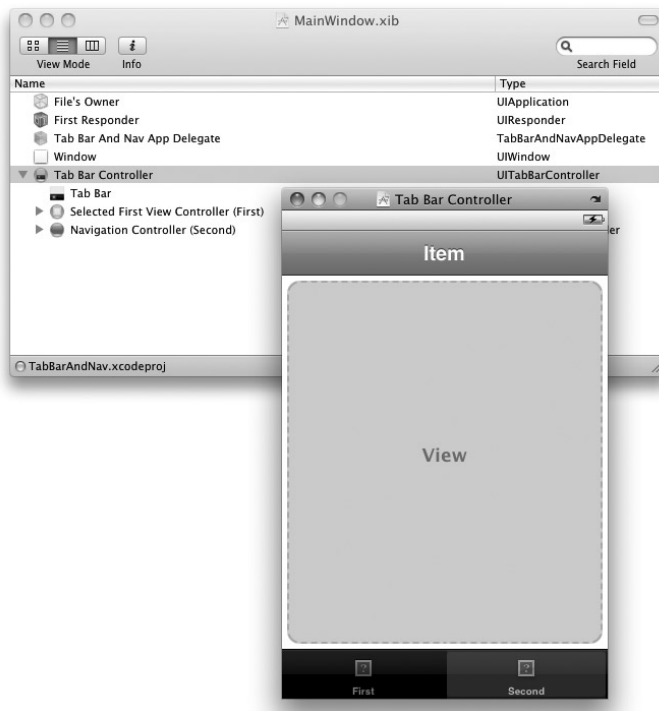 MainWindow.xib
View Mode Info Search Field
Name Type
File's Owner UIApplication
First Responder UIResponder
Tab Bar And Nav App Delegate TabBarAndNavAppDelegate
Window UIWindow
Tab Bar Controller UITabBarController
Tab Bar
Selected First View Controller (First)
Navigation Controller (Second) er
TabBarAndNav.xcodeproj
Tab Bar Controller
Item
View
? ?
First Second